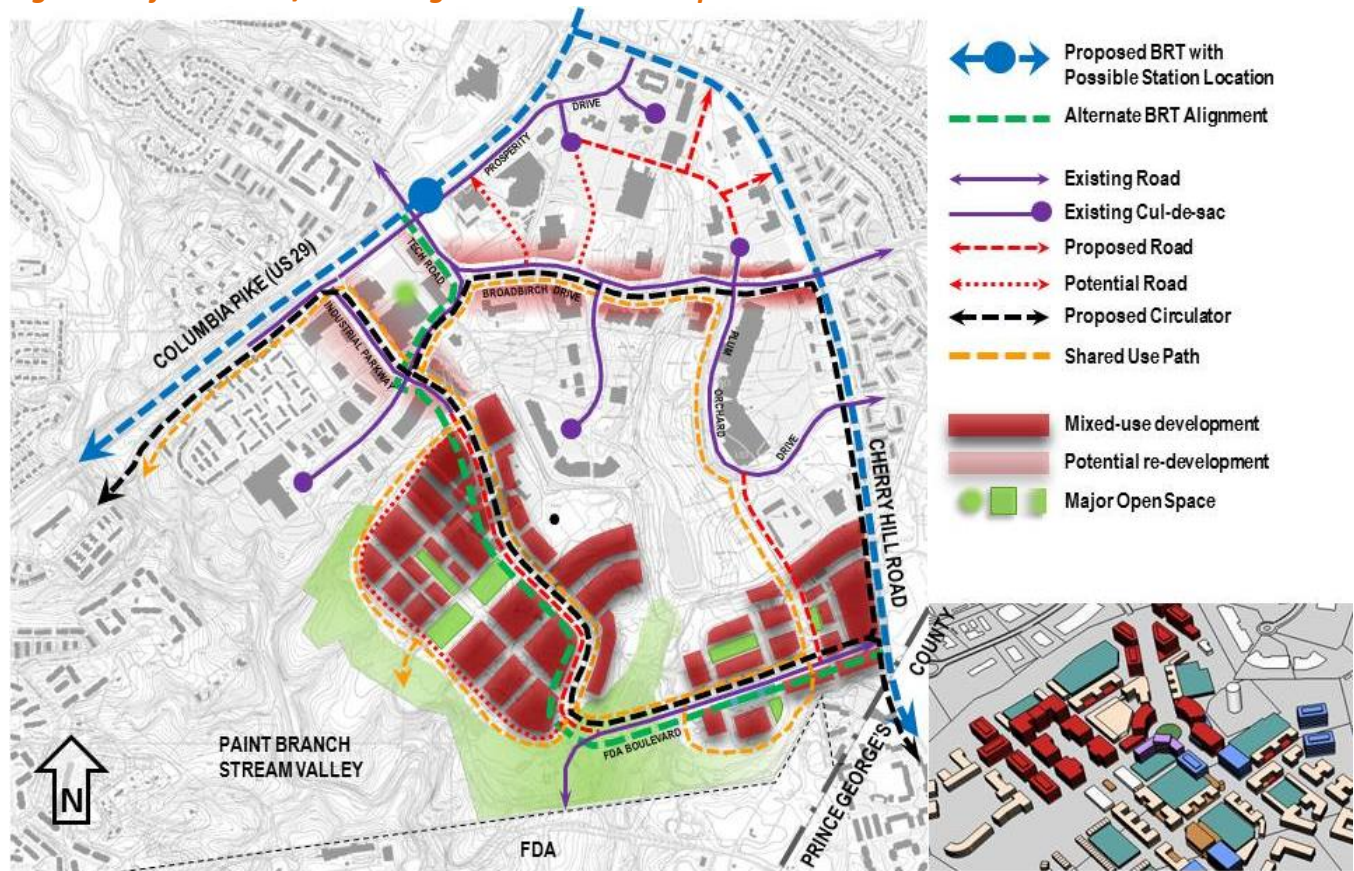 Proposed BRT with
Possible Station Location
Alternate BRT Alignment
Existing Road
Existing Cul-de-sac
Proposed Road
Potential Road
Proposed Circulator
Shared Use Path
Mixed-use development
Potential re-development
Major Open Space
DRIVE
PROSPERITY
COLUMBIA PIKE (US 29)
TECH ROAD
BROADBIRCH DRIVE
INDUSTRIAL PARKWAY
PLUM
ORCHARD
DRIVE
CHERRY HILL ROAD
FDA BOULEVARD
PRINCE GEORGE'S COUNTY
PAINT BRANCH
STREAM VALLEY
N
FDA